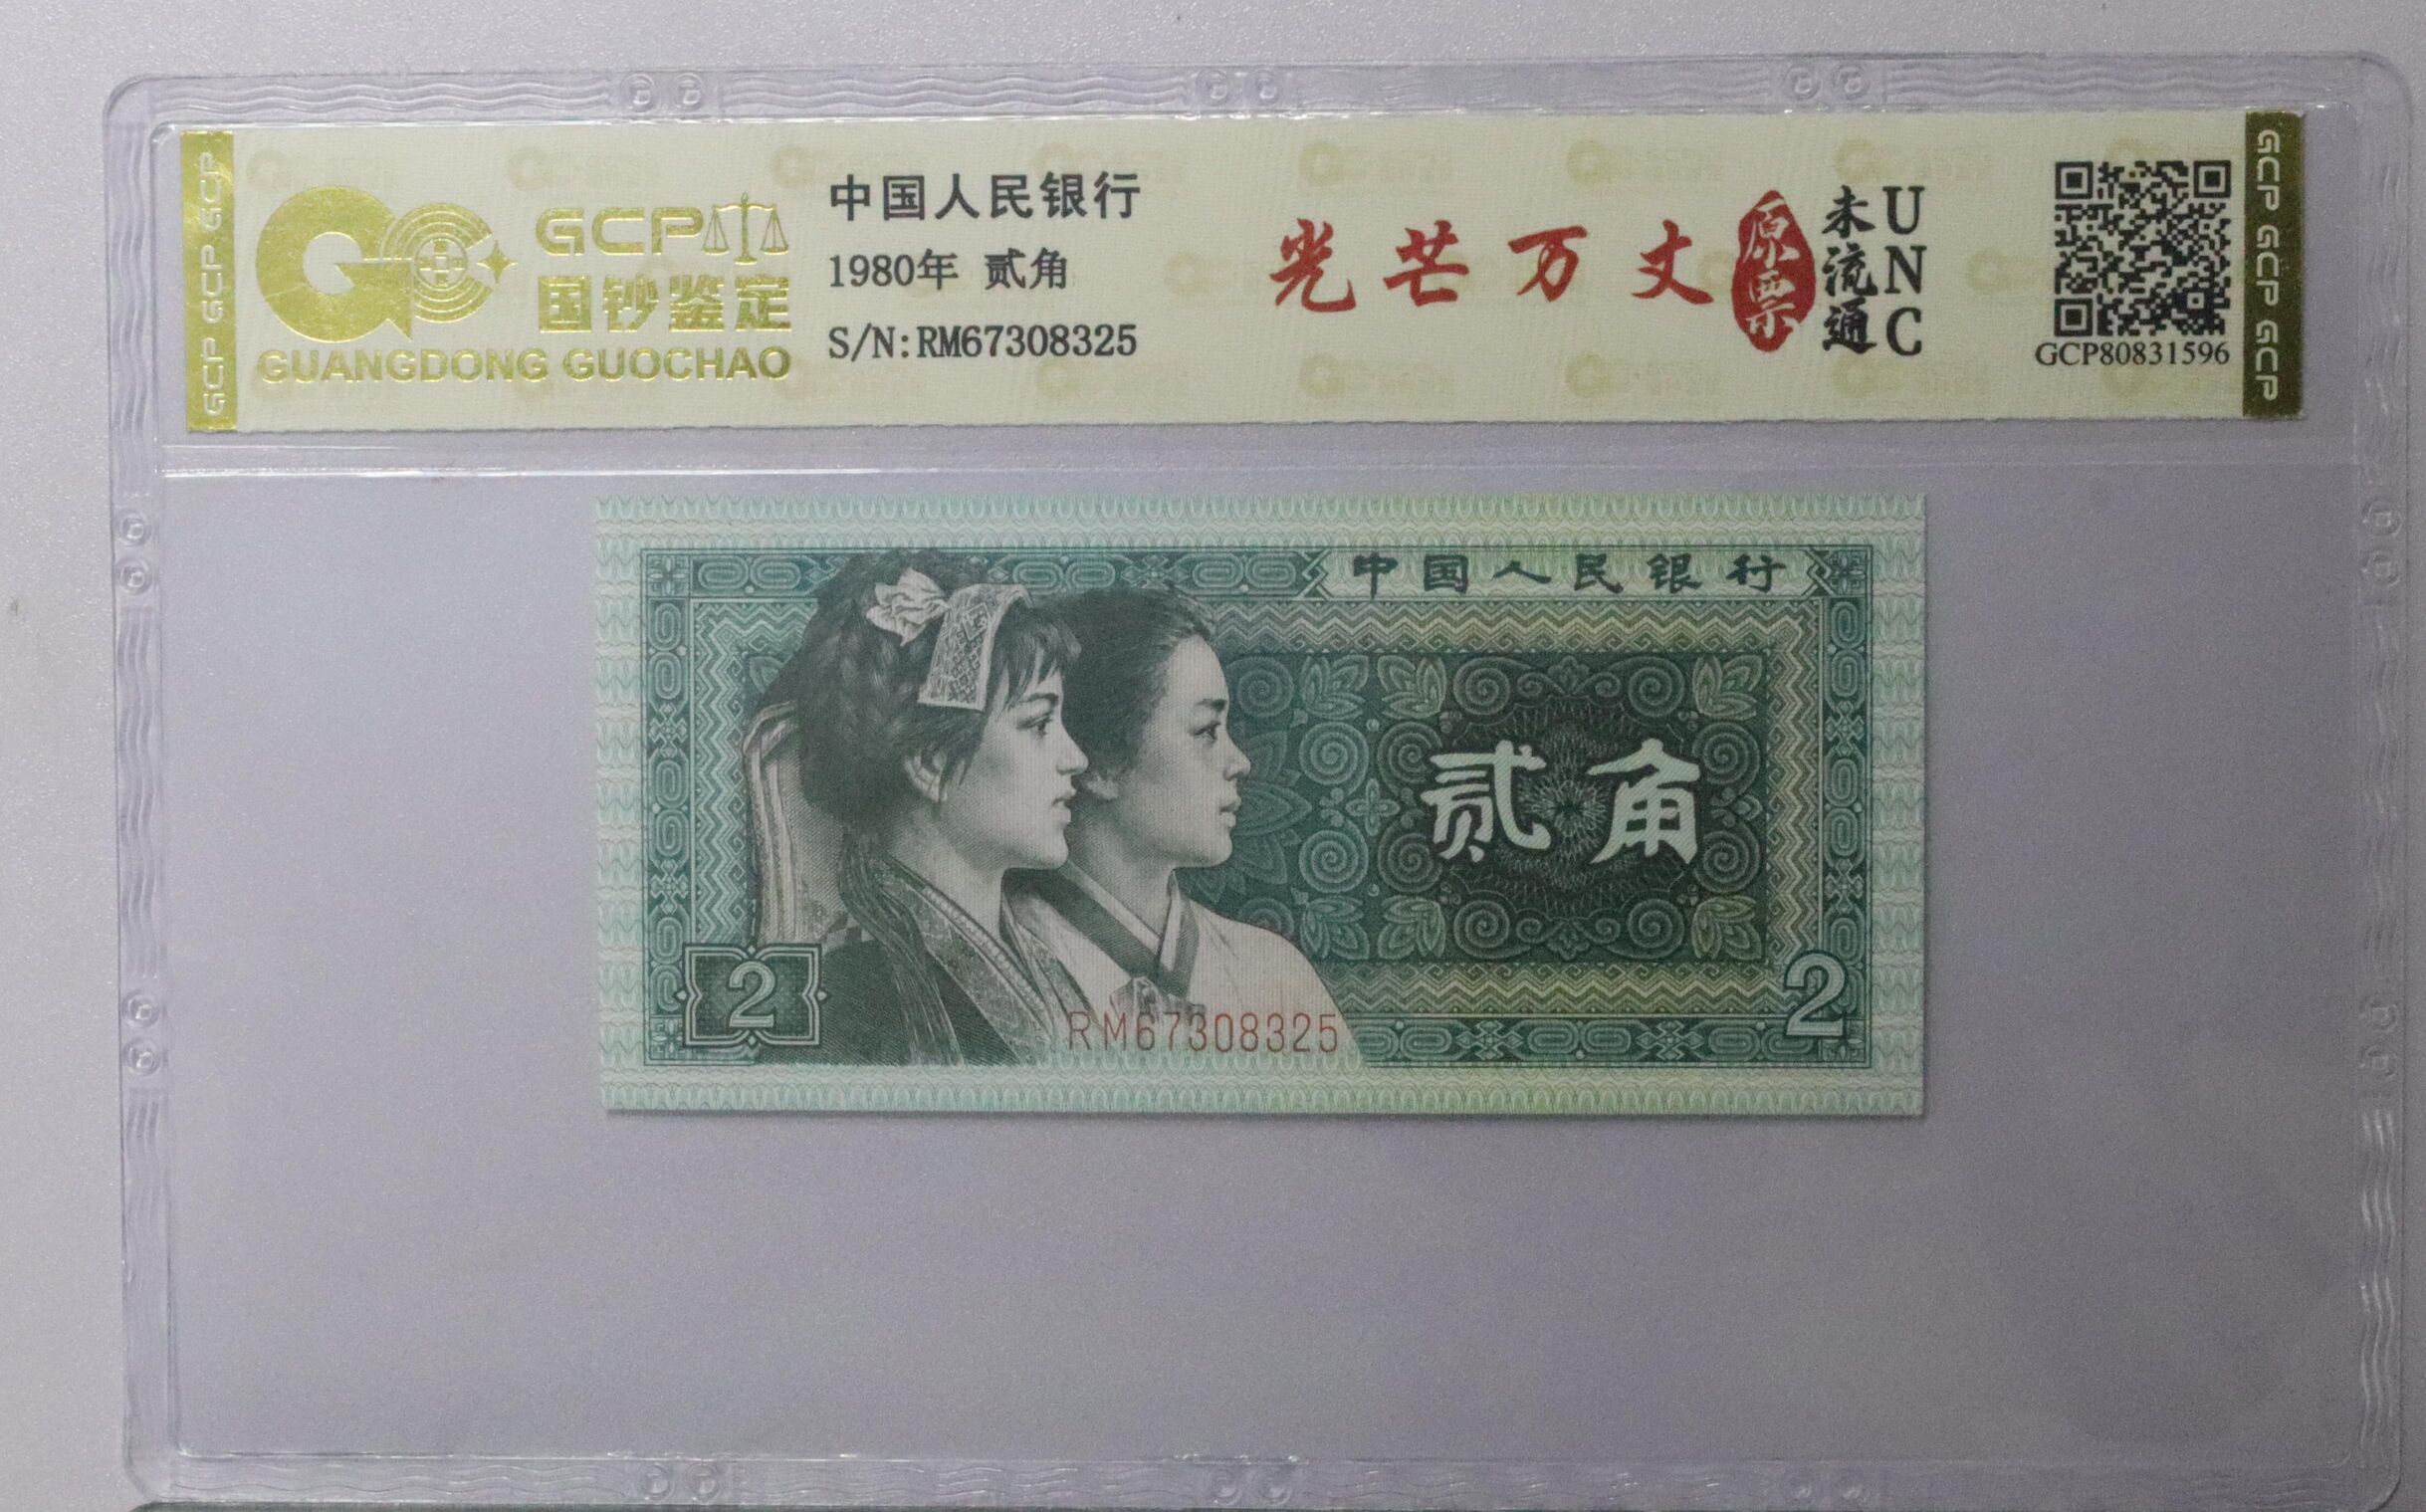 GCP GCP GCP
GCP
国钞鉴定
GUANGDONG GUOCHAO
中国人民银行
1980年 贰角
S/N:RM67308325
光芒万丈
原票
未流通
UNC
GCP80831596
GCP GCP GCP GCP
中国人民银行
贰角
2
RM67308325
2